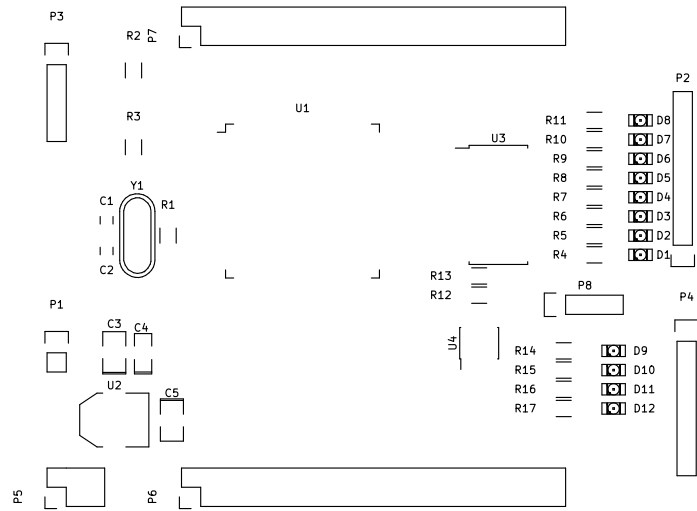 P3
R2
P7
R3
U1
U3
P2
R11
D8
R10
D7
R9
D6
R8
D5
R7
D4
R6
D3
R5
D2
R4
D1
Y1
C1
R1
C2
R13
R12
P8
P4
P1
C3
C4
U4
R14
D9
R15
D10
R16
D11
R17
D12
U2
C5
P5
P6